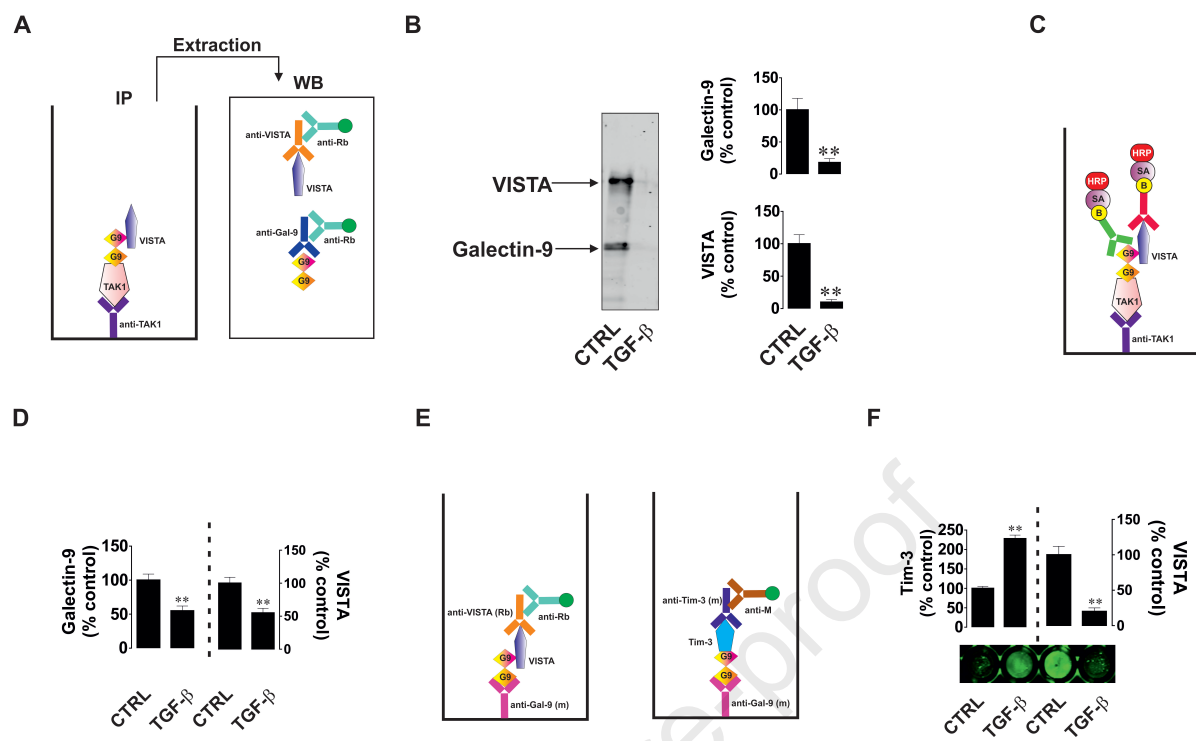 A
Extraction
IP
WB
anti-VISTA
anti-Rb
VISTA
anti-Gal-9
anti-Rb
G9
G9
G9
VISTA
G9
TAK1
anti-TAK1
B
VISTA
Galectin-9
CTRL
TGF-β
Galectin-9
(% control)
150
100
50
0
**
VISTA
(% control)
150
100
50
0
**
CTRL
TGF-β
C
HRP
SA
B
HRP
SA
B
G9
VISTA
G9
TAK1
anti-TAK1
D
Galectin-9
(% control)
150
100
50
0
**
**
150
100
50
0
VISTA
(% control)
CTRL
TGF-β
CTRL
TGF-β
E
anti-VISTA (Rb)
anti-Rb
G9
VISTA
G9
anti-Gal-9 (m)
anti-Tim-3 (m)
anti-M
Tim-3
G9
G9
anti-Gal-9 (m)
F
Tim-3
(% control)
250
200
150
100
50
0
**
**
150
100
50
0
VISTA
(% control)
CTRL
TGF-β
CTRL
TGF-β
e-proof